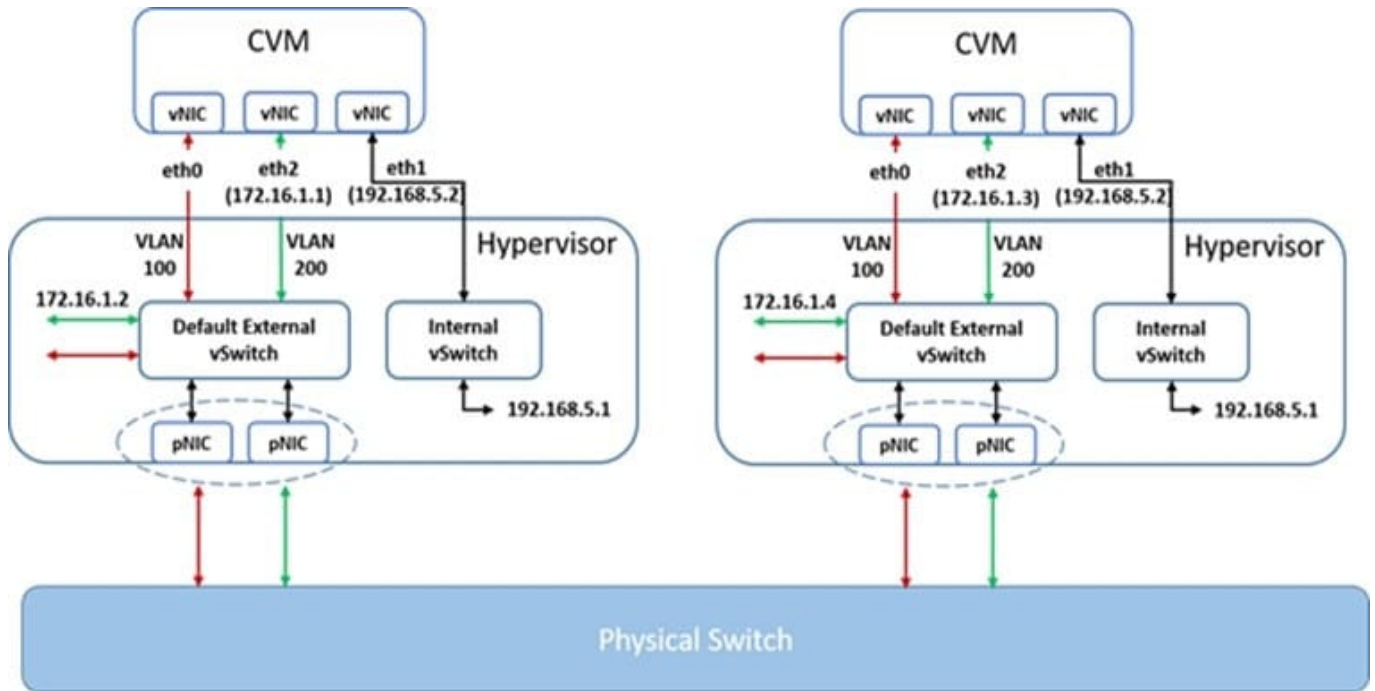 CVM
vNIC
vNIC
vNIC
eth0
eth2
(172.16.1.1)
eth1
(192.168.5.2)
VLAN
100
VLAN
200
Hypervisor
172.16.1.2
Default External
vSwitch
Internal
vSwitch
192.168.5.1
pNIC
pNIC
CVM
vNIC
vNIC
vNIC
eth0
eth2
(172.16.1.3)
eth1
(192.168.5.2)
VLAN
100
VLAN
200
Hypervisor
172.16.1.4
Default External
vSwitch
Internal
vSwitch
192.168.5.1
pNIC
pNIC
Physical Switch